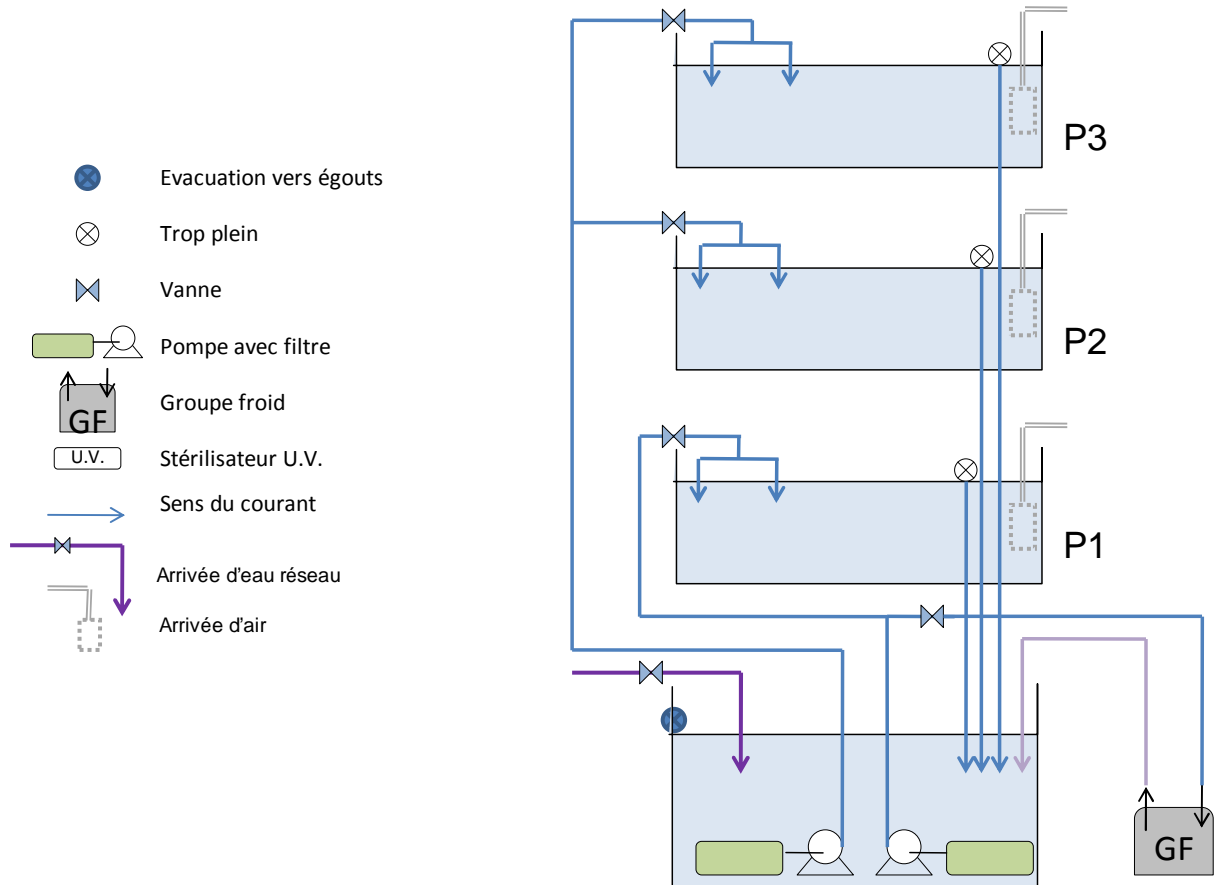 Evacuation vers égouts
Trop plein
Vanne
Pompe avec filtre
GF
Groupe froid
U.V.
Stérilisateur U.V.
Sens du courant
Arrivée d'eau réseau
Arrivée d'air
P3
P2
P1
GF